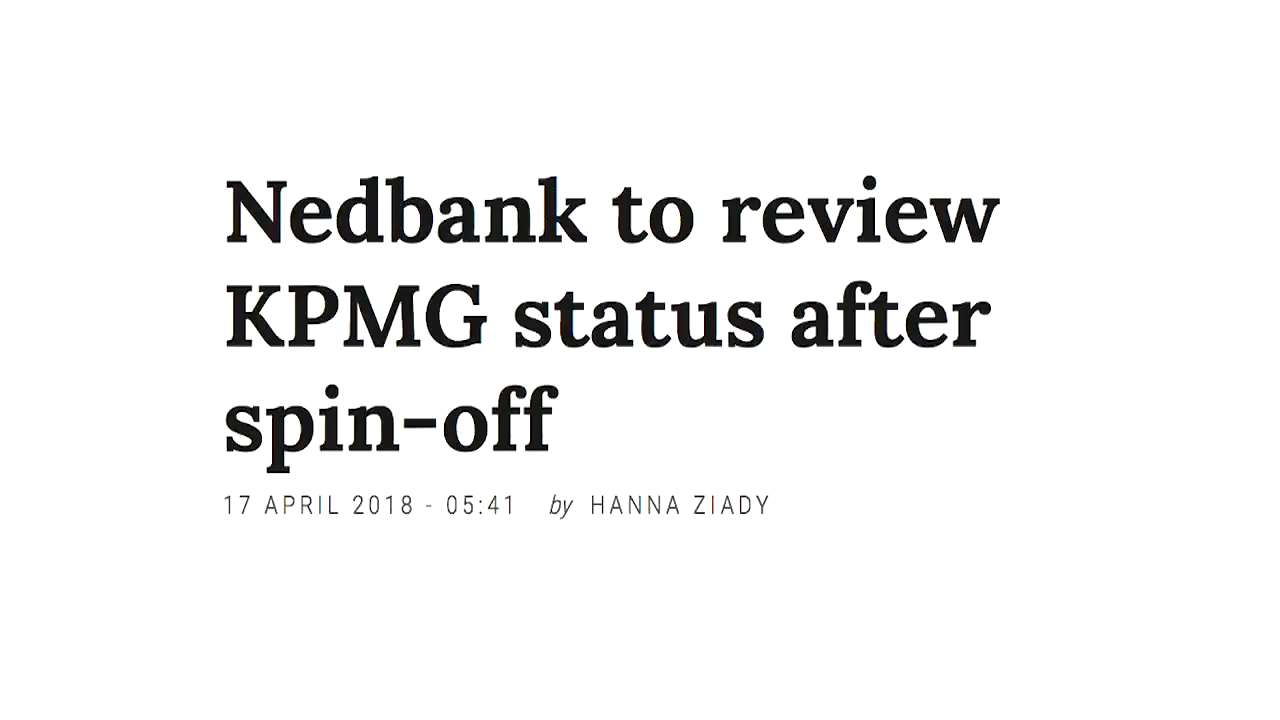 Nedbank to review
KPMG status after
spin-off
17 APRIL 2018 - 05:41 by HANNA ZIADY